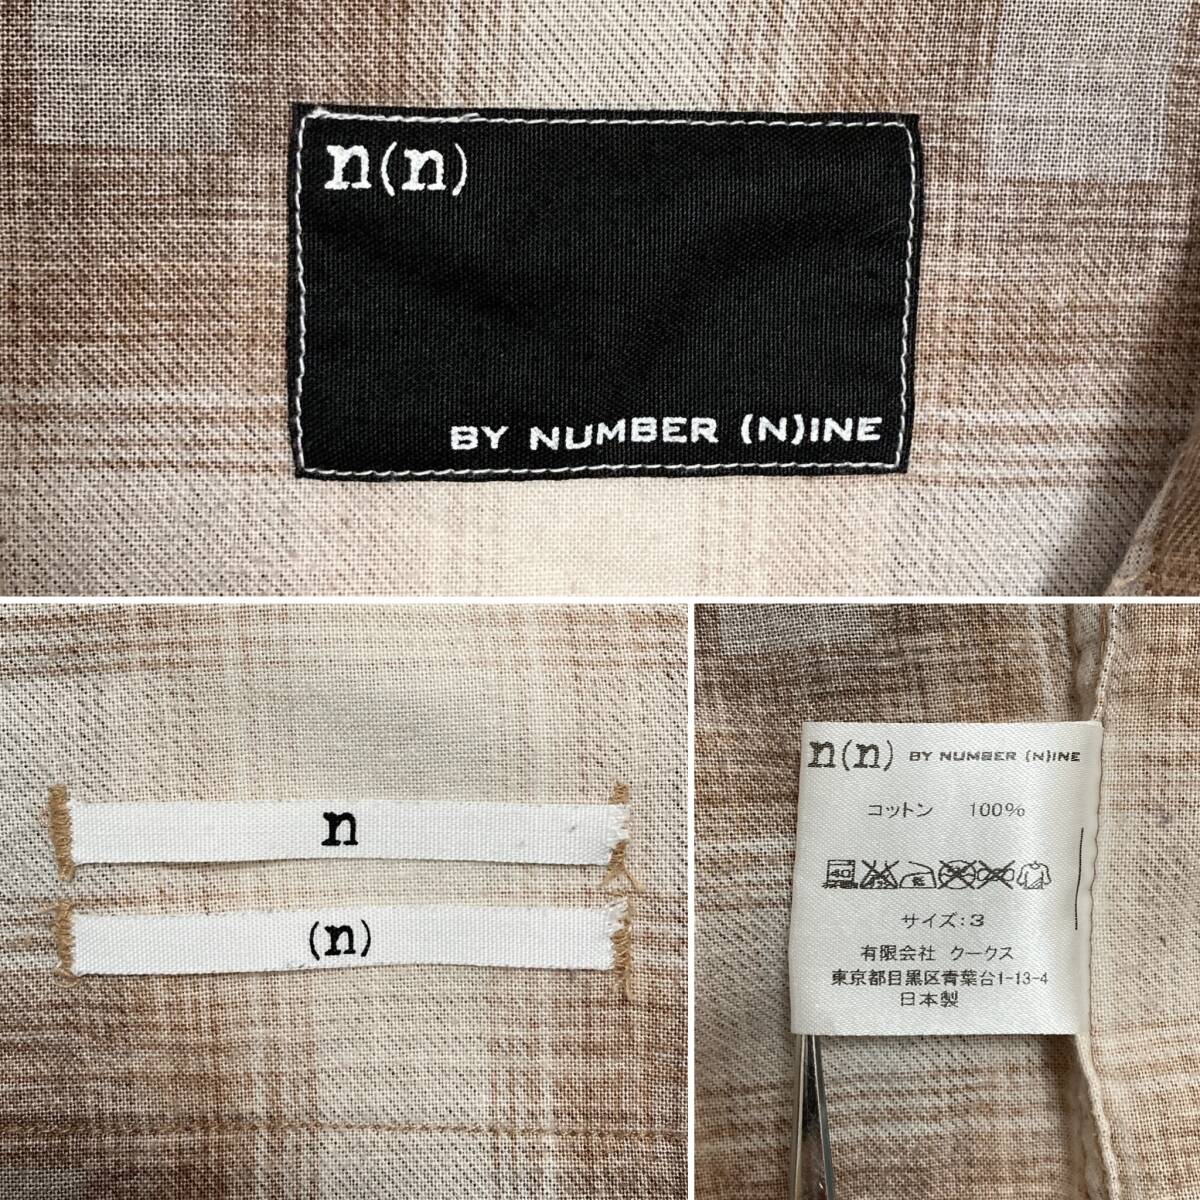 n(n)
BY NUMBER (N)INE
n
(n)
n(n) BY NUMBER (N)INE
コットン 100%
40
サイズ:3
有限会社 クークス
東京都目黒区青葉台1-13-4
日本製